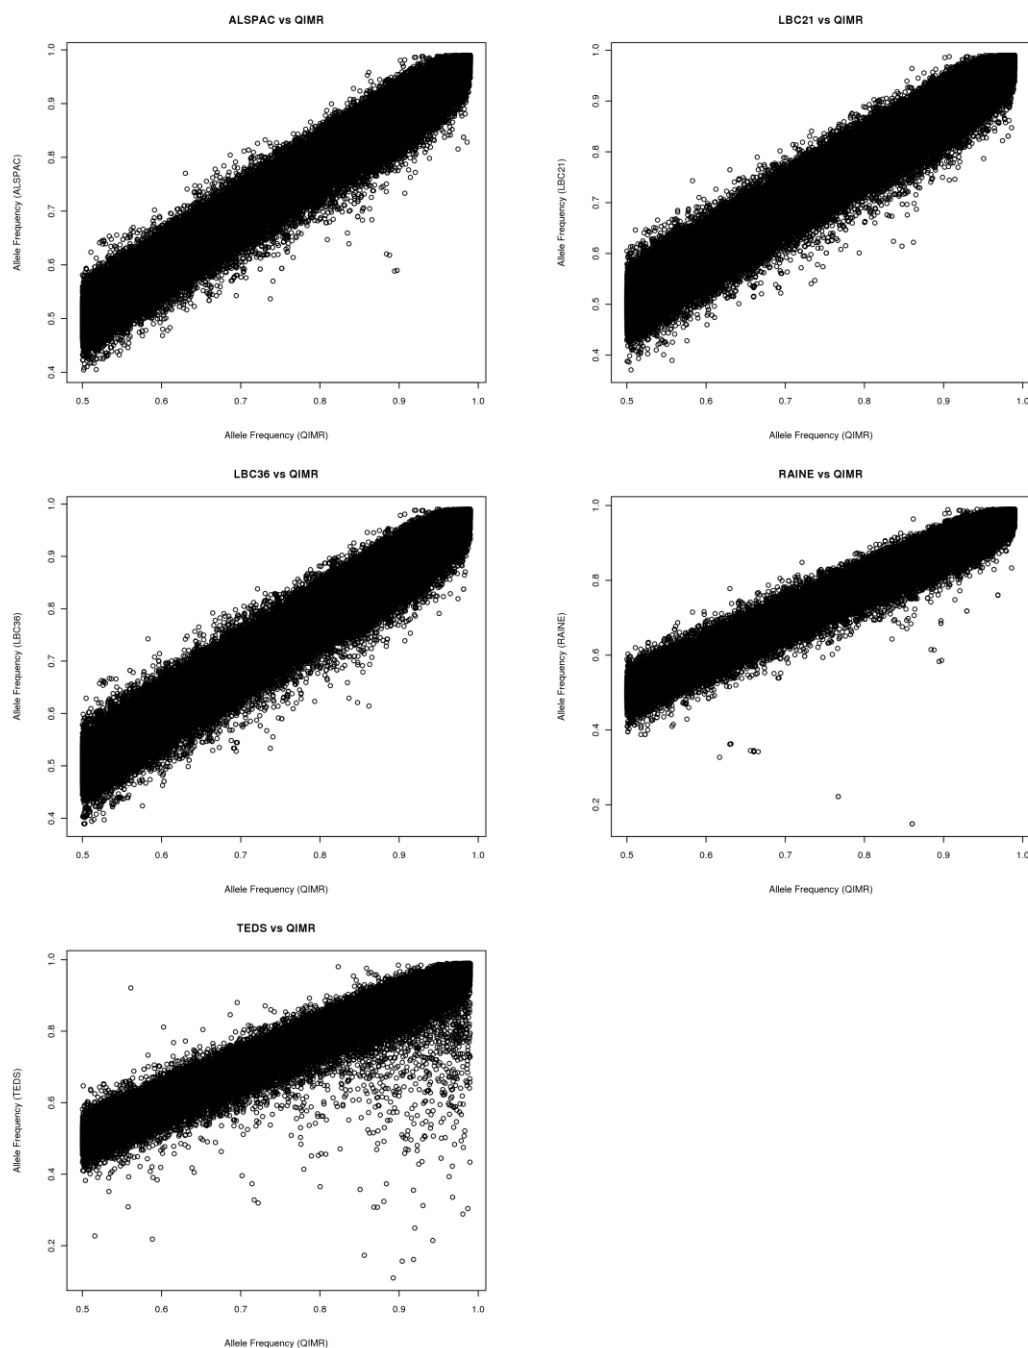 ALSPAC vs QIMR
Allele Frequency (ALSPAC)
1.0
0.9
0.8
0.7
0.6
0.5
0.4
0.5 0.6 0.7 0.8 0.9 1.0
Allele Frequency (QIMR)
LBC21 vs QIMR
Allele Frequency (LBC21)
1.0
0.9
0.8
0.7
0.6
0.5
0.4
0.5 0.6 0.7 0.8 0.9 1.0
Allele Frequency (QIMR)
LBC36 vs QIMR
Allele Frequency (LBC36)
1.0
0.9
0.8
0.7
0.6
0.5
0.4
0.5 0.6 0.7 0.8 0.9 1.0
Allele Frequency (QIMR)
RAINE vs QIMR
Allele Frequency (RAINE)
1.0
0.8
0.6
0.4
0.2
0.5 0.6 0.7 0.8 0.9 1.0
Allele Frequency (QIMR)
TEDS vs QIMR
Allele Frequency (TEDS)
1.0
0.8
0.6
0.4
0.2
0.5 0.6 0.7 0.8 0.9 1.0
Allele Frequency (QIMR)